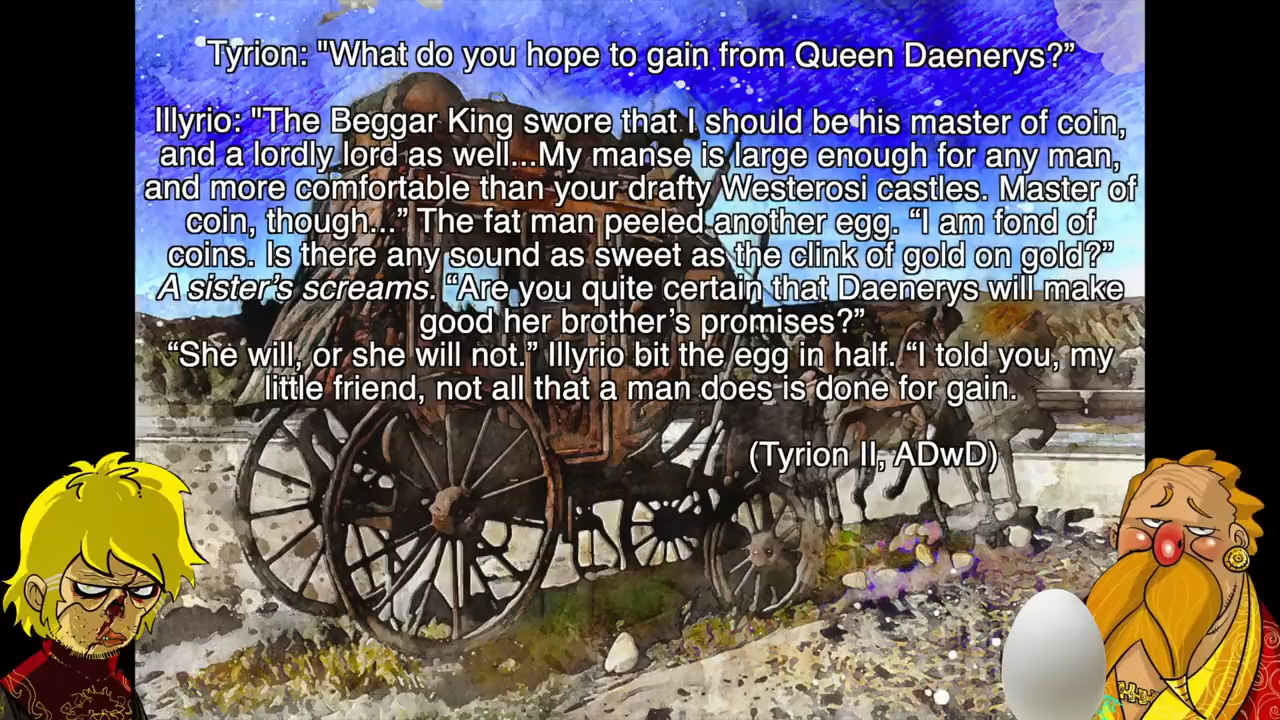 Tyrion: "What do you hope to gain from Queen Daenerys?”
Illyrio: "The Beggar King swore that I should be his master of coin,
and a lordly lord as well...My manse is large enough for any man,
and more comfortable than your drafty Westerosi castles. Master of
coin, though...” The fat man peeled another egg. “I am fond of
coins. Is there any sound as sweet as the clink of gold on gold?”
A sister’s screams. “Are you quite certain that Daenerys will make
good her brother’s promises?”
“She will, or she will not.” Illyrio bit the egg in half. “I told you, my
little friend, not all that a man does is done for gain.
(Tyrion II, ADwD)